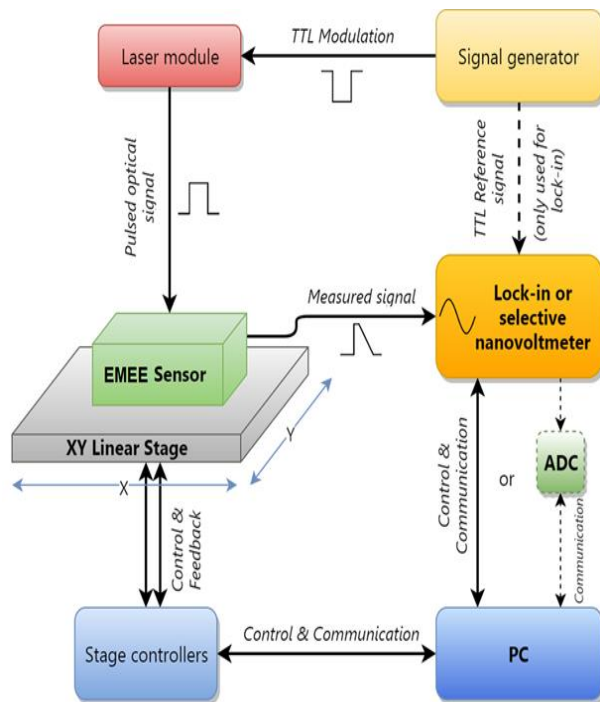 Laser module
TTL Modulation
Signal generator
Pulsed optical
signal
TTL Reference
signal
(only used for
lock-in)
Measured signal
Lock-in or
selective
nanovoltmeter
EMEE Sensor
XY Linear Stage
X
Y
Control &
Feedback
Control &
Communication
or
ADC
Communication
Stage controllers
Control & Communication
PC